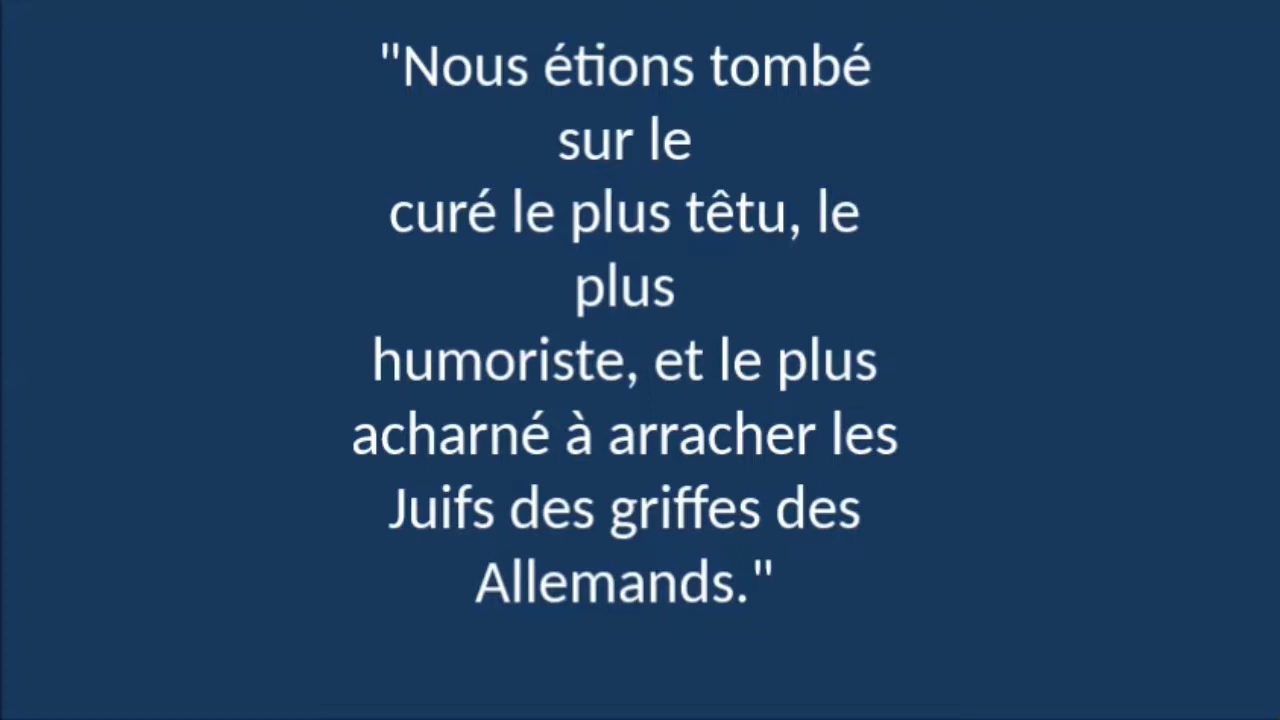 "Nous étions tombé
sur le
curé le plus têtu, le
plus
humoriste, et le plus
acharné à arracher les
Juifs des griffes des
Allemands."